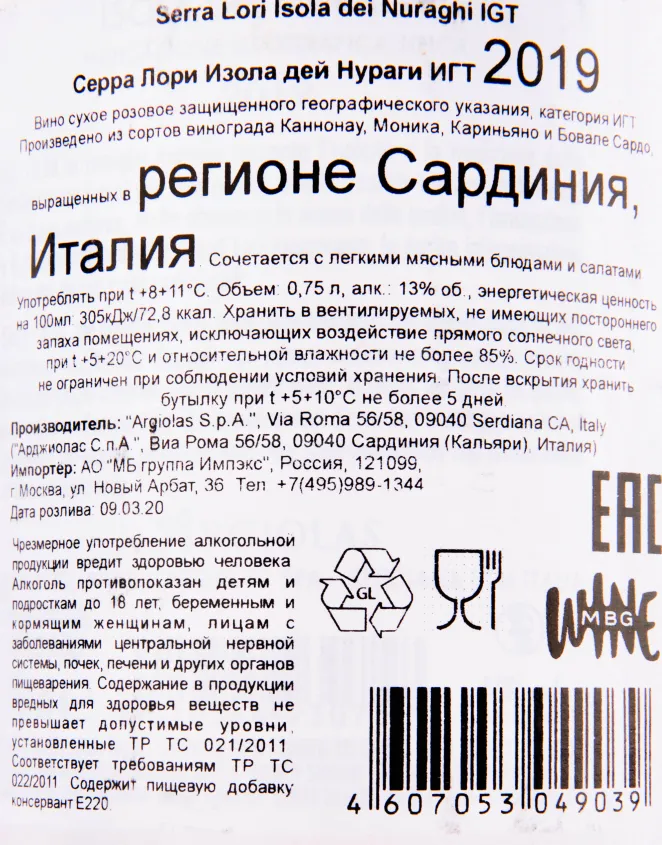 Serra Lori Isola dei Nuraghi IGT
Серра Лори Изола дей Нураги ИГТ 2019
Вино сухое розовое защищенного географического указания, категория ИГТ
Произведено из сортов винограда Каннонау, Моника, Кариньяно и Бовале Сардо,
выращенных в регионе Сардиния,
Италия. Сочетается с легкими мясными блюдами и салатами
Употреблять при t +8+11°С. Объем: 0,75 л, алк.: 13% об., энергетическая ценность
на 100мл: 305кДж/72,8 ккал. Хранить в вентилируемых, не имеющих постороннего
запаха помещениях, исключающих воздействие прямого солнечного света,
при t +5+20°С и относительной влажности не более 85%. Срок годности
не ограничен при соблюдении условий хранения. После вскрытия хранить
бутылку при t +5+10°С не более 5 дней.
Производитель: "Argiolas S.p.A.", Via Roma 56/58, 09040 Serdiana CA, Italy
("Арджиолас С.п.А.", Виа Рома 56/58, 09040 Сардиния (Кальяри), Италия)
Импортёр: АО "МБ группа Импэкс", Россия, 121099,
г.Москва, ул. Новый Арбат, 36 Тел. +7(495)989-1344
Дата розлива: 09.03.20
EAC
Чрезмерное употребление алкогольной
продукции вредит здоровью человека
Алкоголь противопоказан детям и
подросткам до 18 лет, беременным и
кормящим женщинам, лицам с
заболеваниями центральной нервной
системы, почек, печени и других органов
пищеварения. Содержание в продукции
вредных для здоровья веществ не
превышает допустимые уровни,
установленные ТР ТС 021/2011
Соответствует требованиям ТР ТС
022/2011 Содержит пищевую добавку
консервант Е220.
GL
WINE
MBG
4 607053 049039